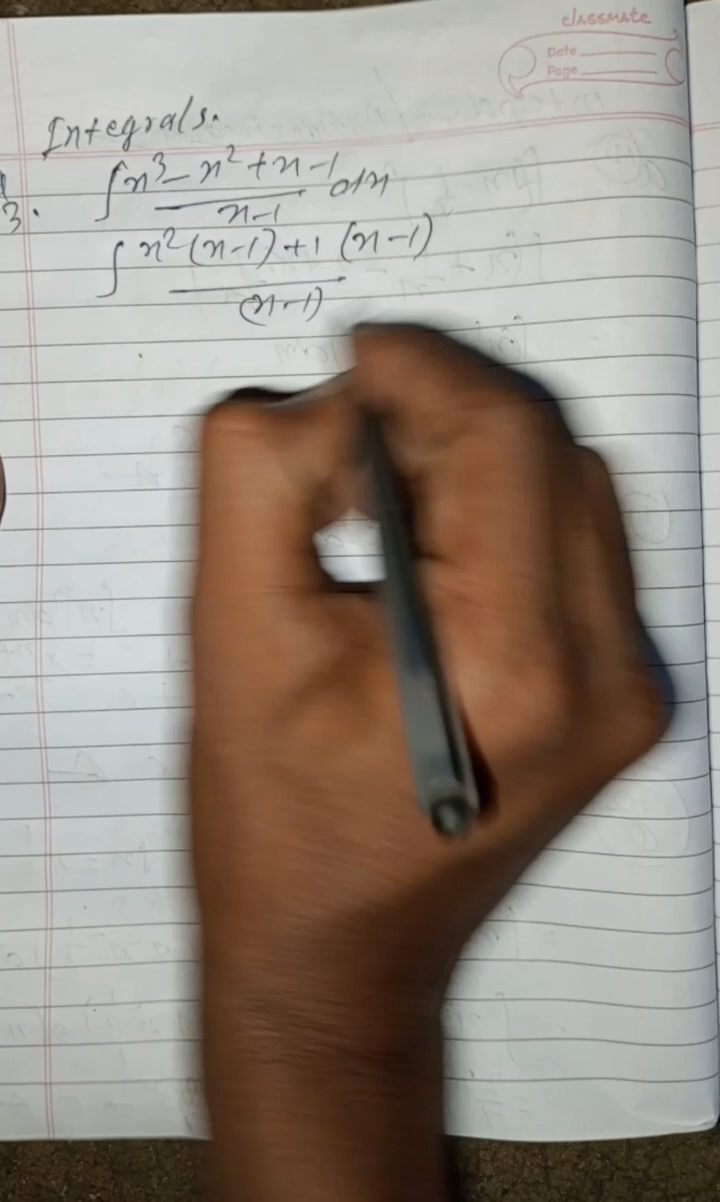 classmate
Date
Page
Integrals.
3. ∫ x³ - x² + x - 1 / x - 1 dx
∫ x² (x - 1) + 1 (x - 1) / (x - 1)